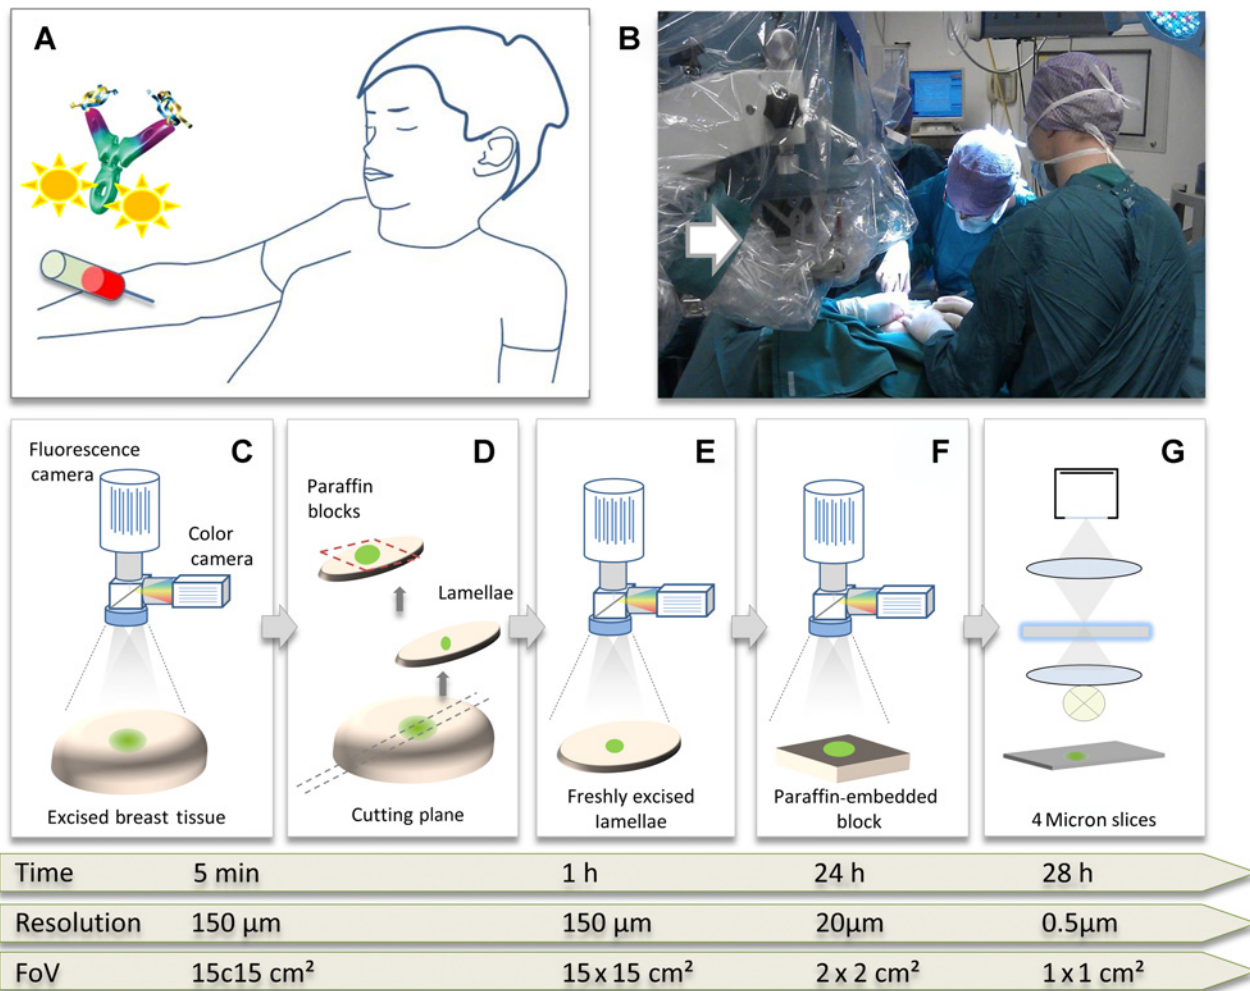 A
B
C
Fluorescence
camera
Color
camera
Excised breast tissue
D
Paraffin
blocks
Lamellae
Cutting plane
E
Freshly excised
lamellae
F
Paraffin-embedded
block
G
4 Micron slices
Time 5 min 1 h 24 h 28 h
Resolution 150 µm 150 µm 20µm 0.5µm
FoV 15c15 cm² 15 x 15 cm² 2 x 2 cm² 1 x 1 cm²